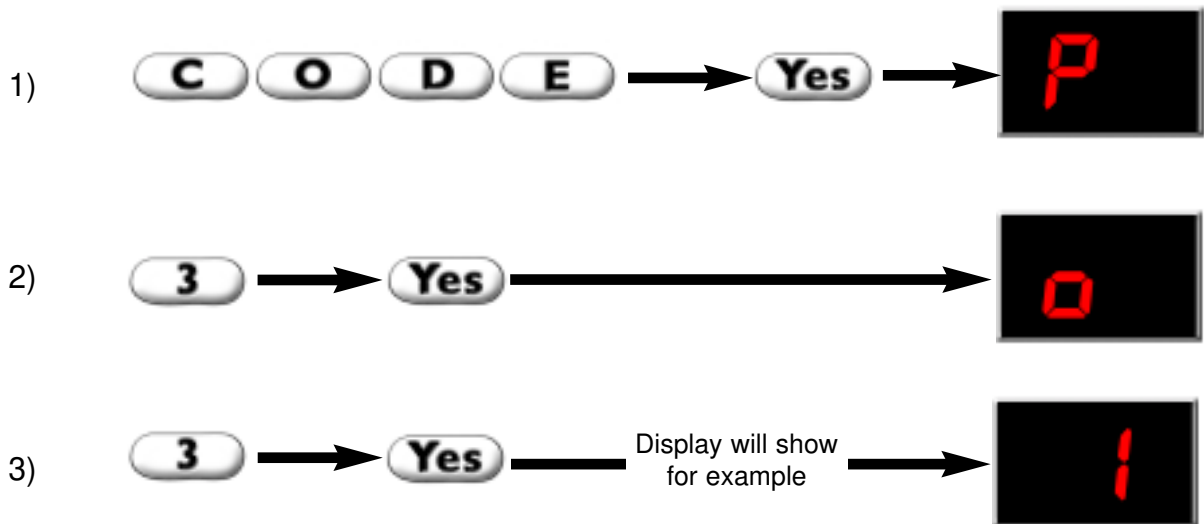 1) C O D E Yes P
2) 3 Yes o
3) 3 Yes Display will show
for example 1